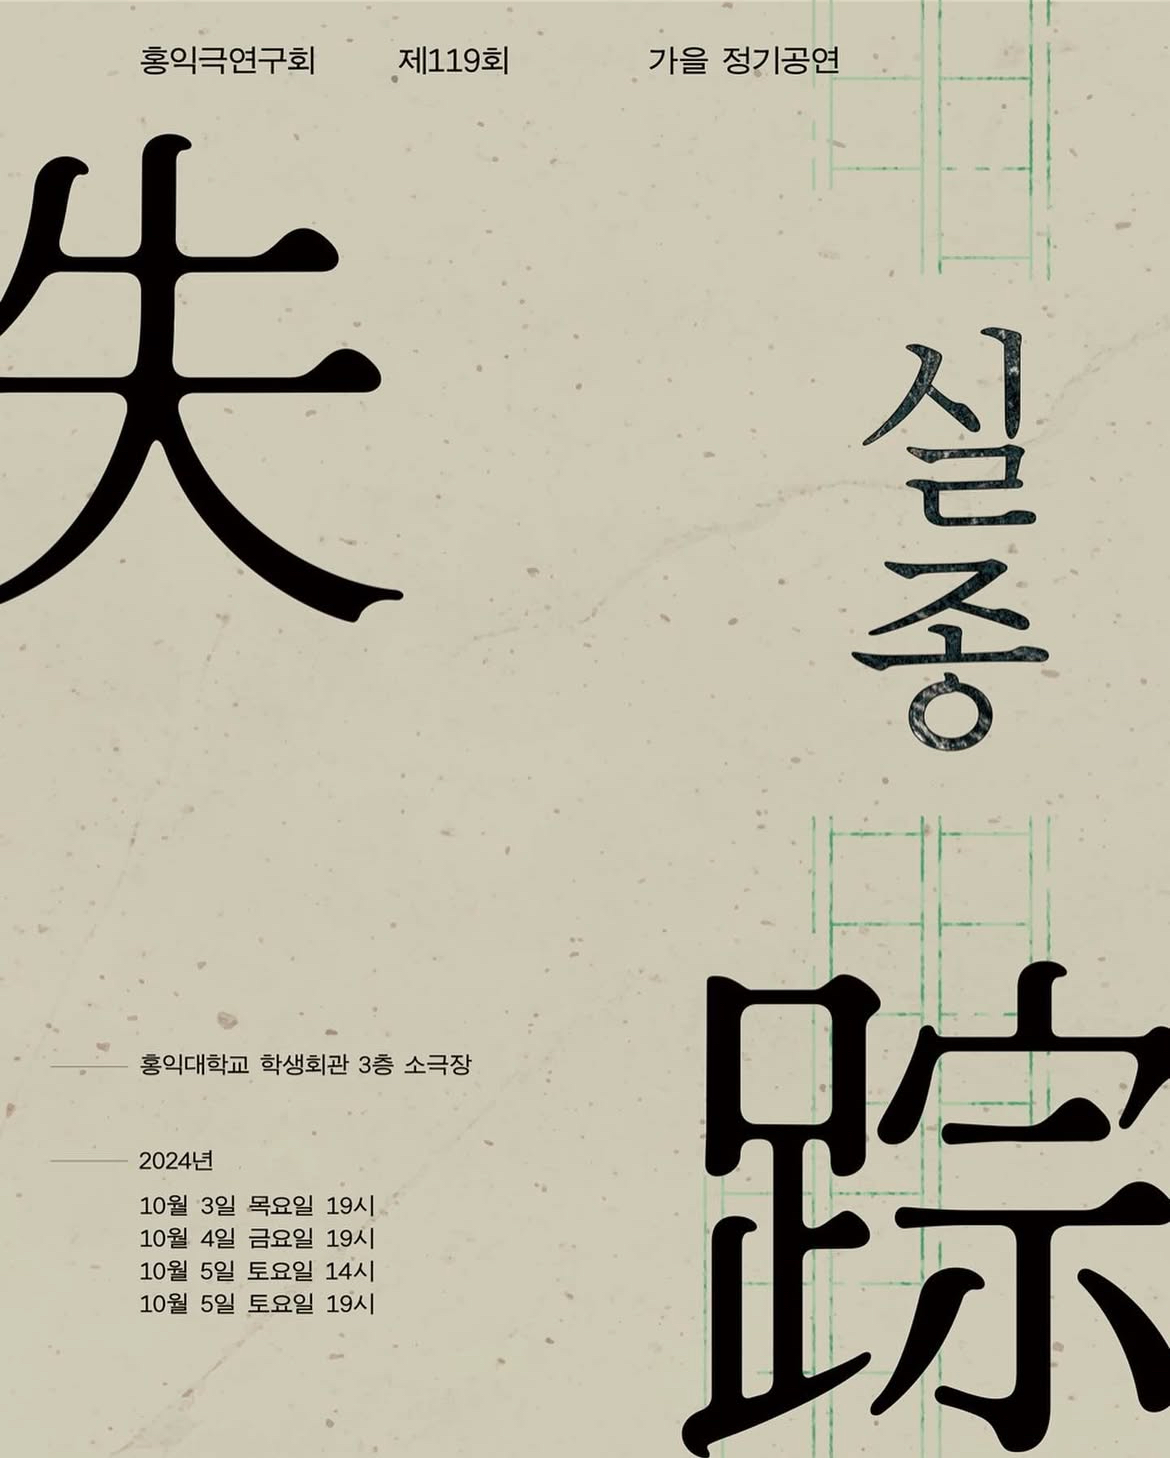 홍익극연구회 제119회 가을 정기공연
失
실종
踪
홍익대학교 학생회관 3층 소극장
2024년
10월 3일 목요일 19시
10월 4일 금요일 19시
10월 5일 토요일 14시
10월 5일 토요일 19시